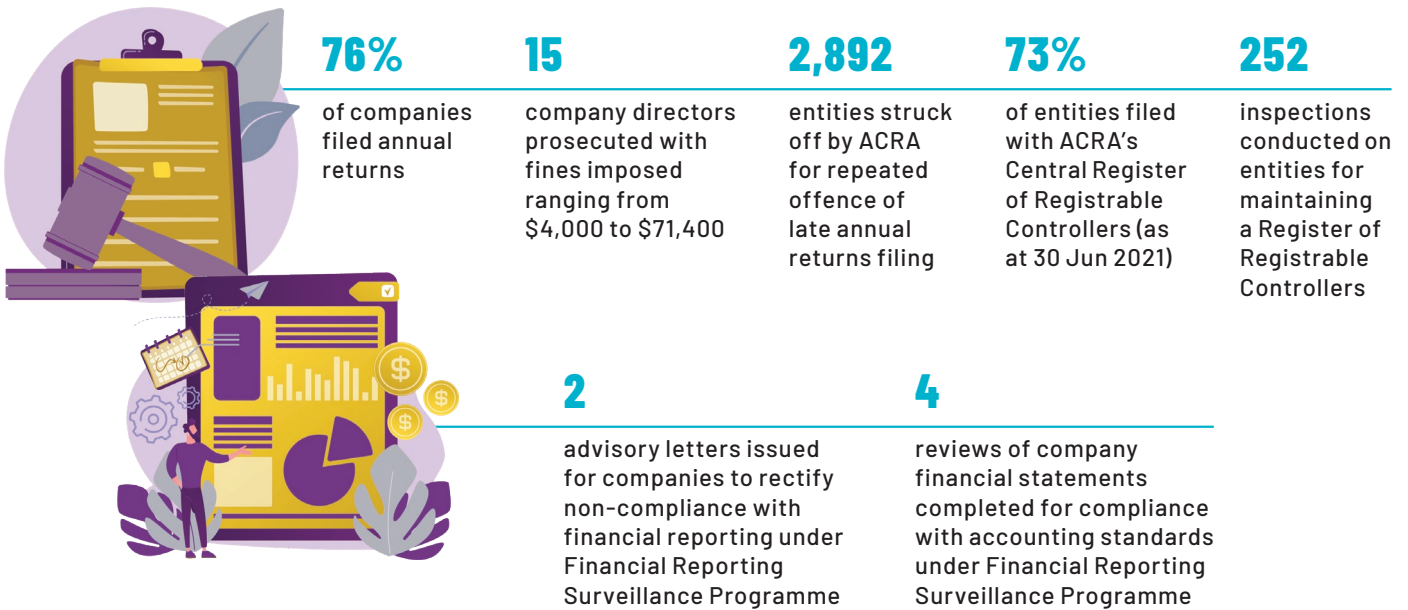 76%
of companies
filed annual
returns
15
company directors
prosecuted with
fines imposed
ranging from
$4,000 to $71,400
2,892
entities struck
off by ACRA
for repeated
offence of
late annual
returns filing
73%
of entities filed
with ACRA’s
Central Register
of Registrable
Controllers (as
at 30 Jun 2021)
252
inspections
conducted on
entities for
maintaining
a Register of
Registrable
Controllers
$
$
$
2
advisory letters issued
for companies to rectify
non-compliance with
financial reporting under
Financial Reporting
Surveillance Programme
4
reviews of company
financial statements
completed for compliance
with accounting standards
under Financial Reporting
Surveillance Programme